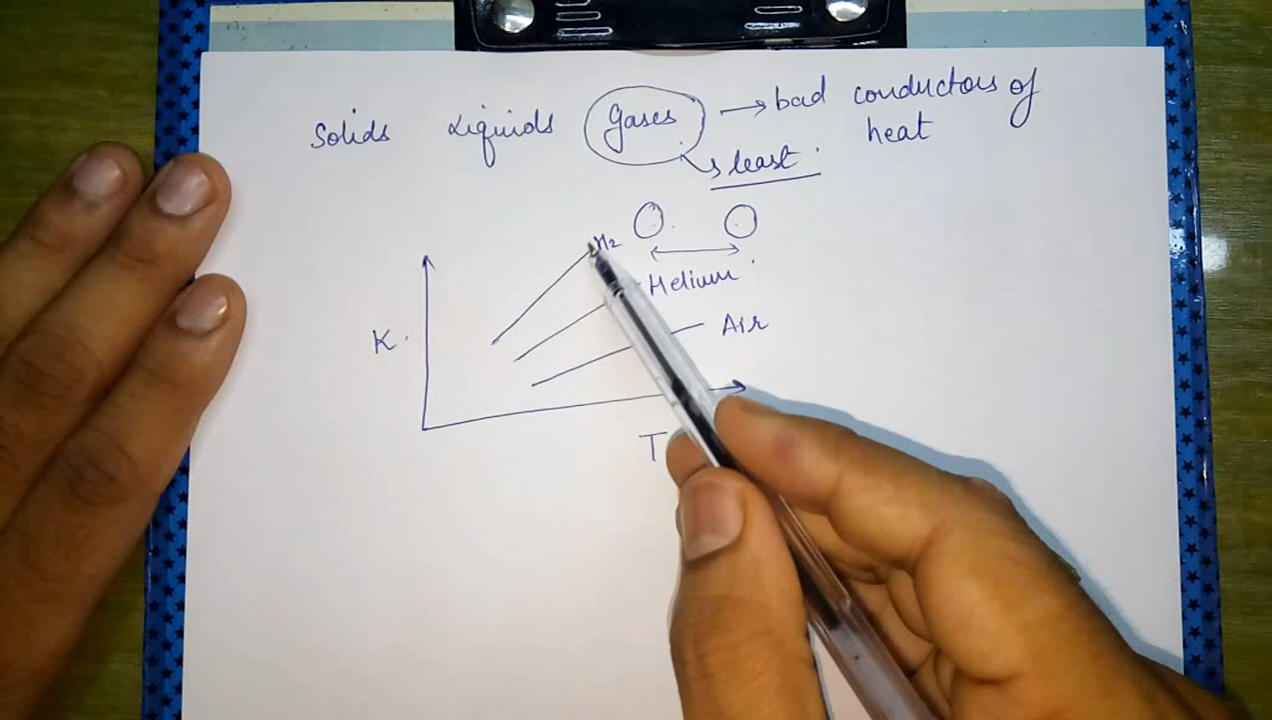 Solids Liquids Gases → bad conductors of
heat
least
H2
Helium
K
Air
T